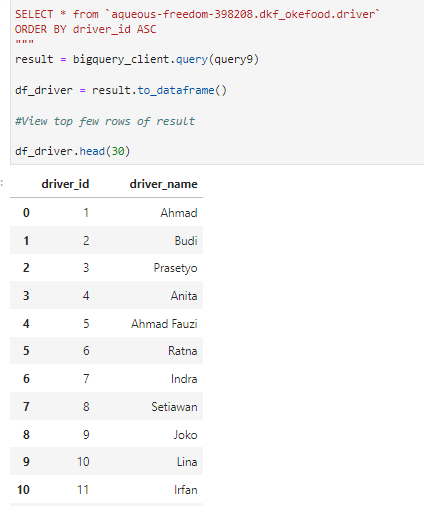 SELECT * from `aqueous-freedom-398208.dkf_okefood.driver`
ORDER BY driver_id ASC
"""
result = bigquery_client.query(query9)
df_driver = result.to_dataframe()
#View top few rows of result
df_driver.head(30)
:
driver_id driver_name
0 1 Ahmad
1 2 Budi
2 3 Prasetyo
3 4 Anita
4 5 Ahmad Fauzi
5 6 Ratna
6 7 Indra
7 8 Setiawan
8 9 Joko
9 10 Lina
10 11 Irfan